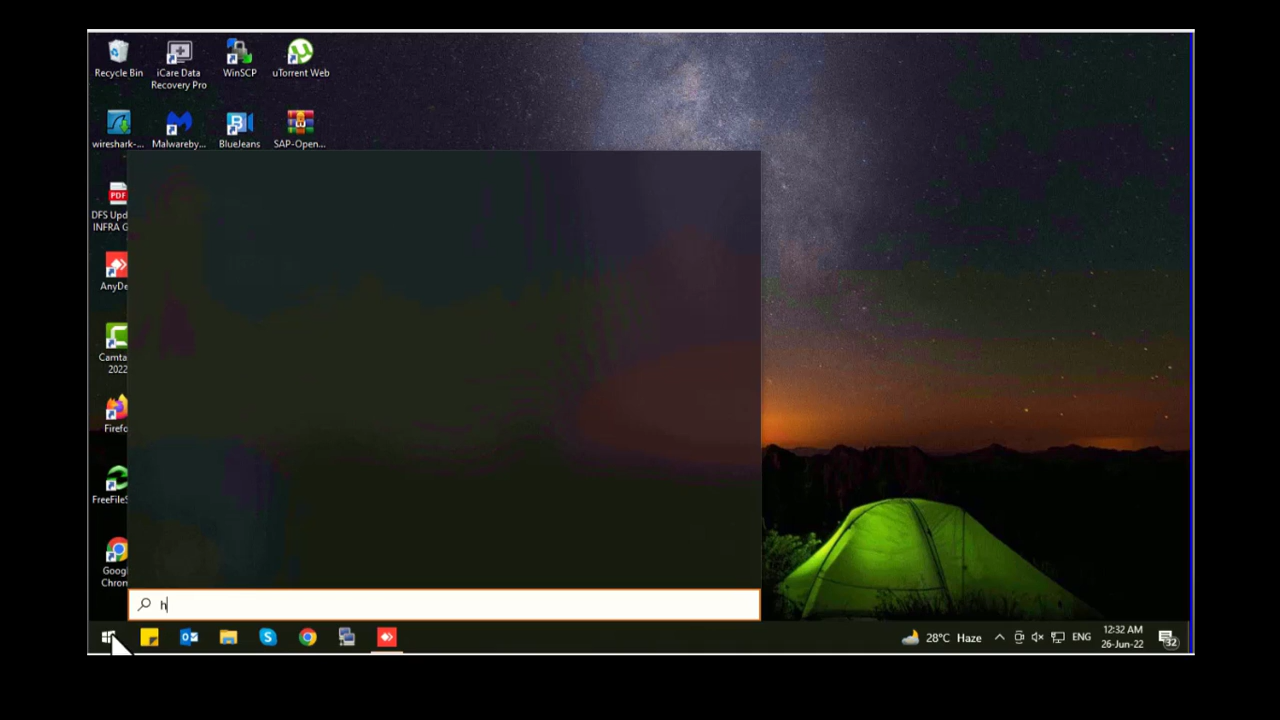 Recycle Bin
iCare Data
Recovery Pro
WinSCP
uTorrent Web
wireshark-...
Malwareby...
BlueJeans
SAP-Open...
PDF
DFS Upd
INFRA G
AnyDe
Camta
2022
Firefo
FreeFileS
Googl
Chrom
h
28°C Haze
ENG
12:32 AM
26-Jun-22
32